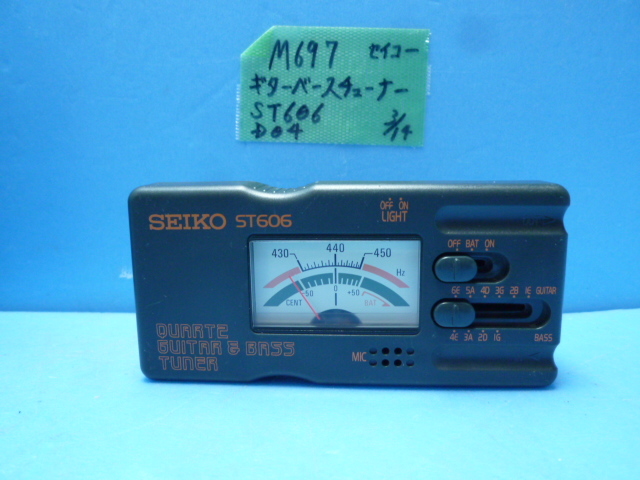 M697 セイコー
ギターベースチューナー
ST606
D04 3/14
OFF ON
LIGHT
SEIKO ST606
OFF BAT ON
430 440 450
Hz
-50 0 +50
CENT BAT
6E 5A 4D 3G 2B 1E GUITAR
4E 3A 2D 1G BASS
QUARTZ
GUITAR & BASS
TUNER
MIC